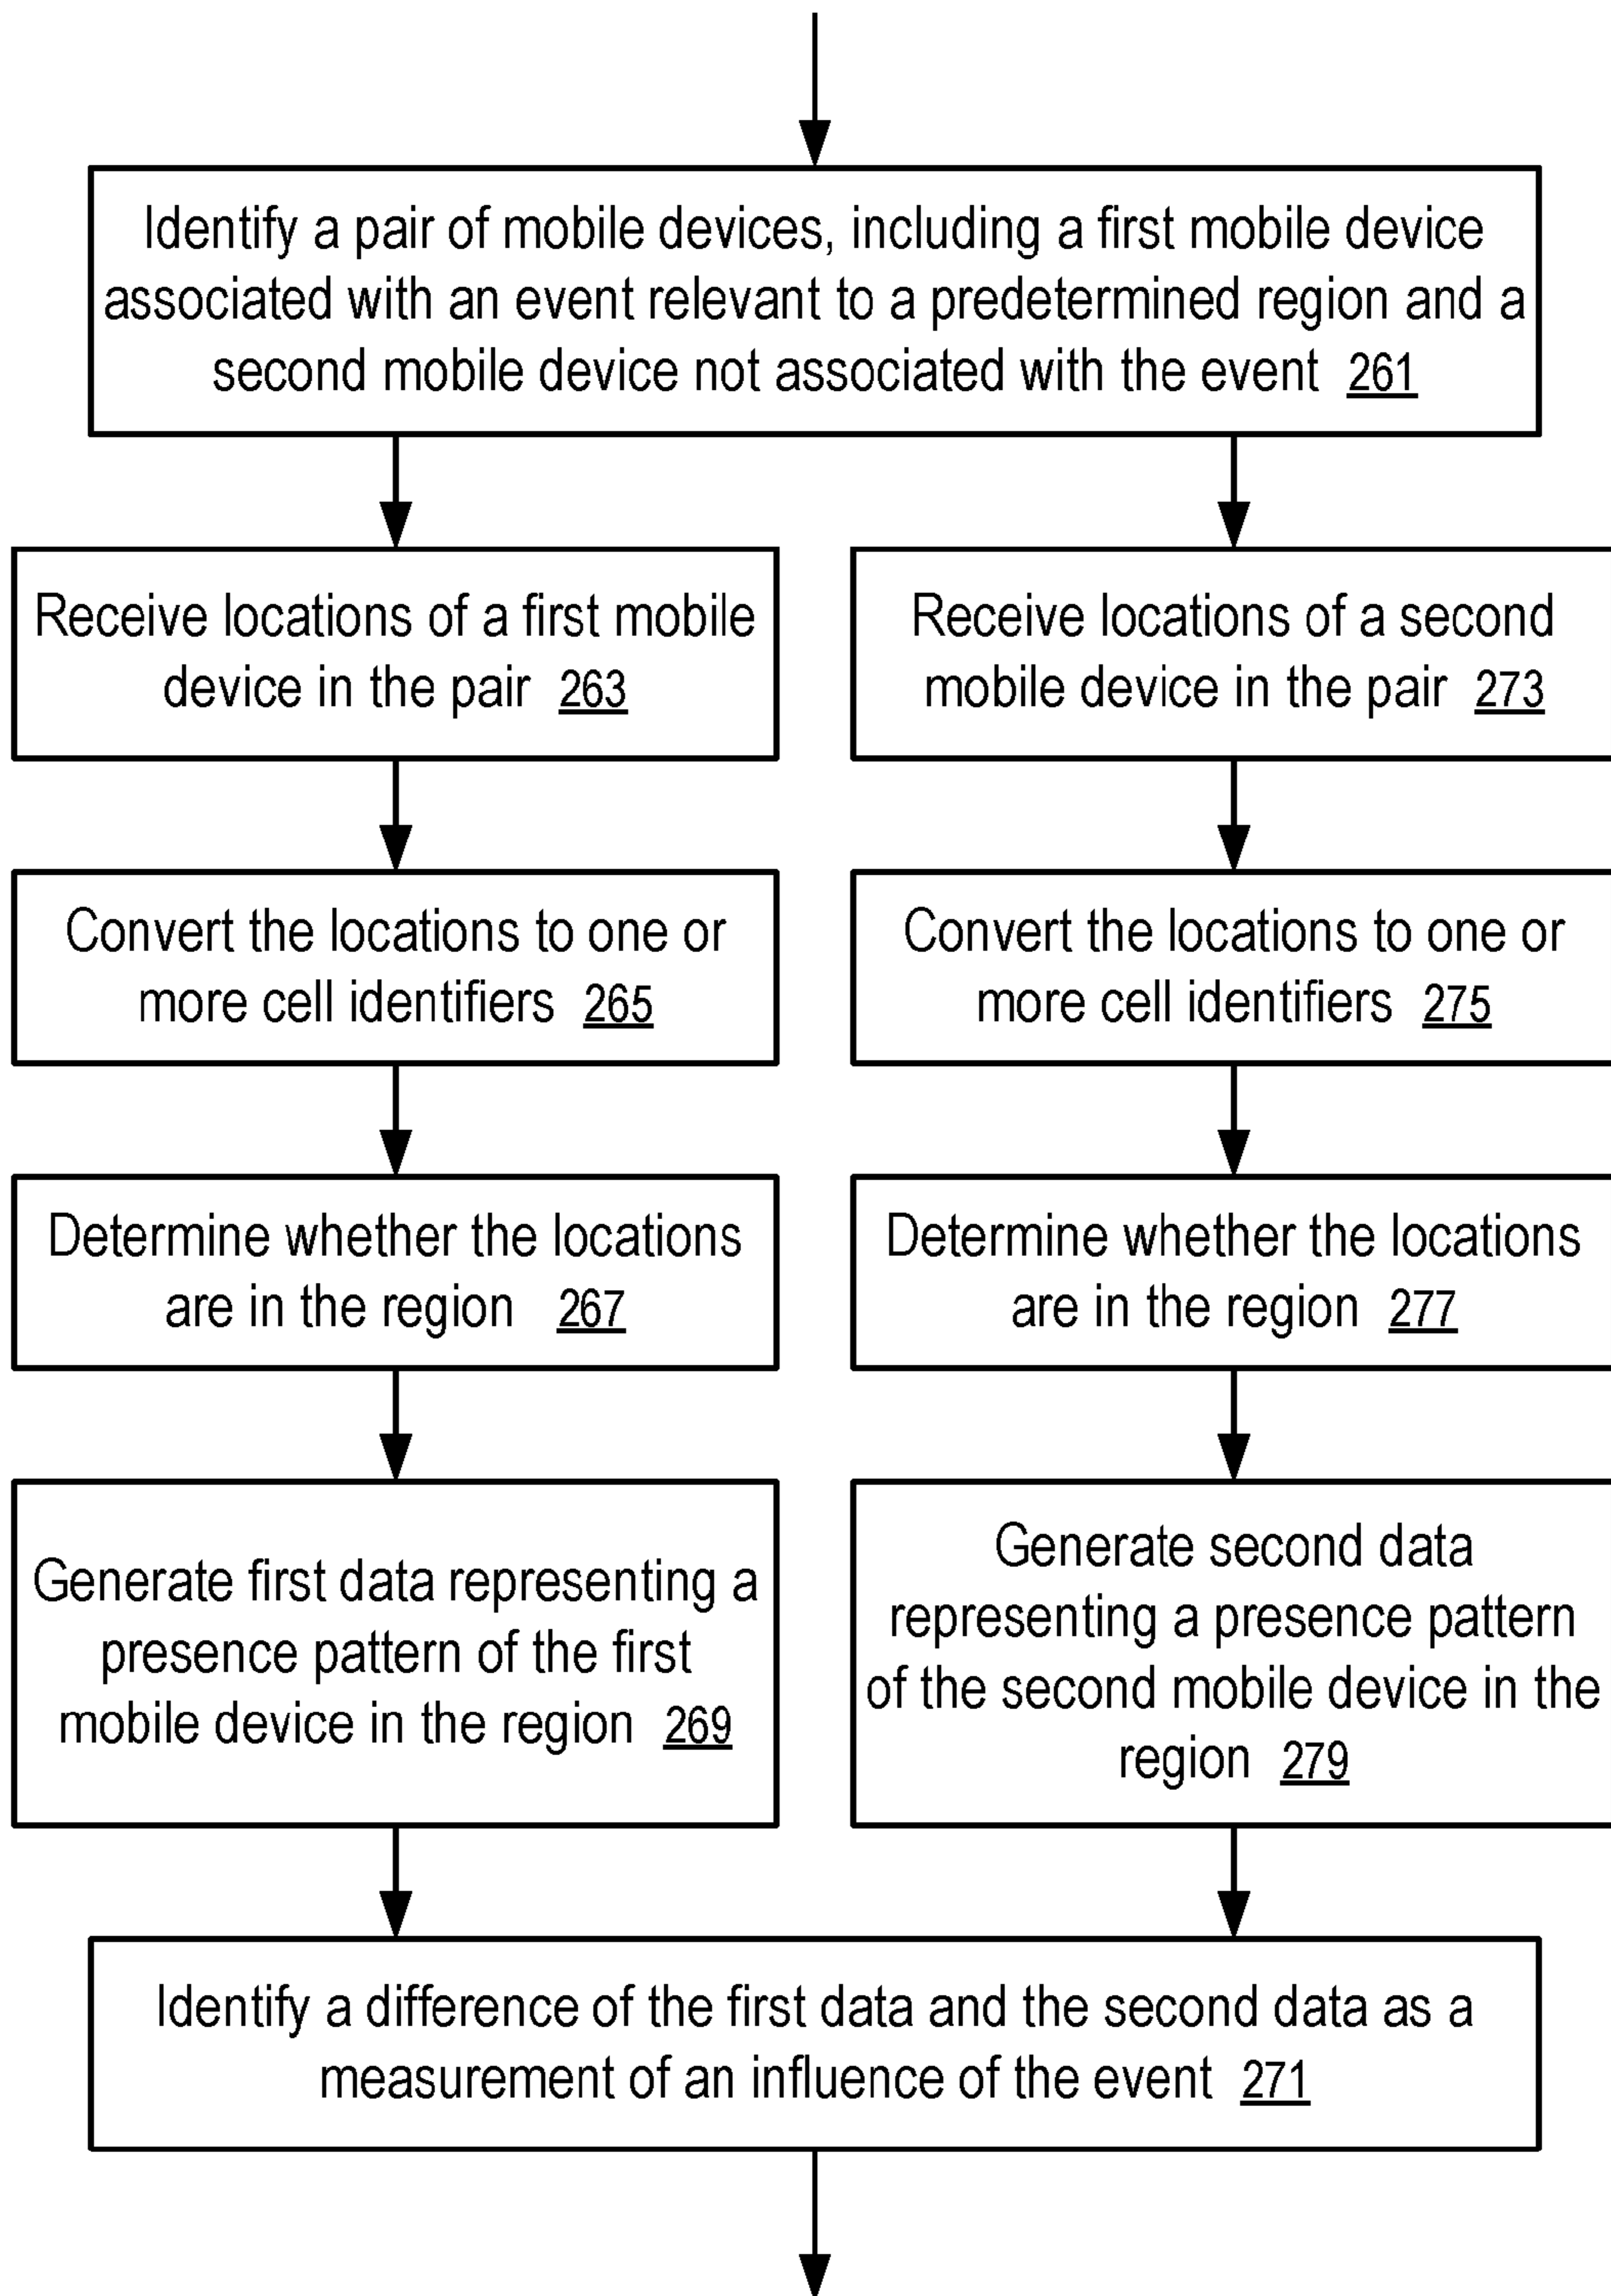 Identify a pair of mobile devices, including a first mobile device
associated with an event relevant to a predetermined region and a
second mobile device not associated with the event 261
Receive locations of a first mobile
device in the pair 263
Convert the locations to one or
more cell identifiers 265
Determine whether the locations
are in the region 267
Generate first data representing a
presence pattern of the first
mobile device in the region 269
Receive locations of a second
mobile device in the pair 273
Convert the locations to one or
more cell identifiers 275
Determine whether the locations
are in the region 277
Generate second data
representing a presence pattern
of the second mobile device in the
region 279
Identify a difference of the first data and the second data as a
measurement of an influence of the event 271